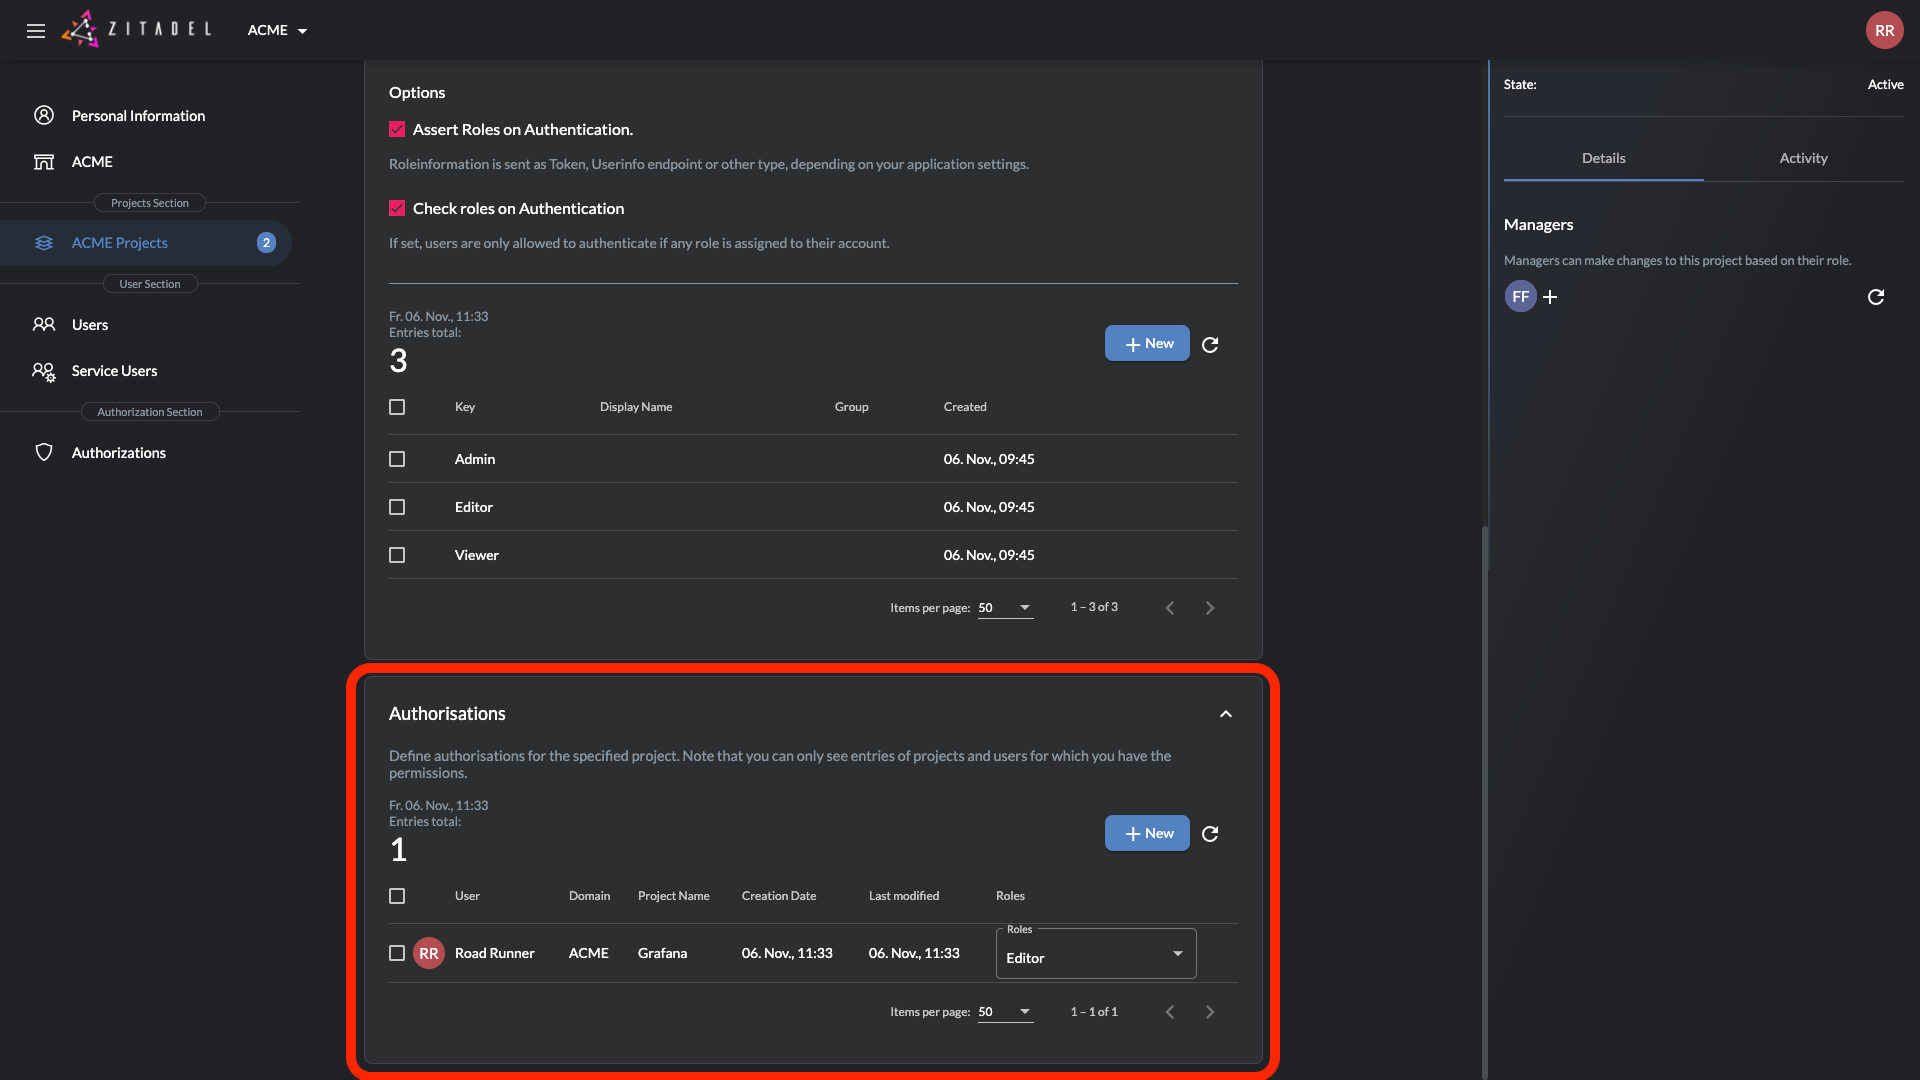 ZITADEL
ACME
RR
Personal Information
ACME
Projects Section
ACME Projects
2
User Section
Users
Service Users
Authorization Section
Authorizations
Options
Assert Roles on Authentication.
Roleinformation is sent as Token, Userinfo endpoint or other type, depending on your application settings.
Check roles on Authentication
If set, users are only allowed to authenticate if any role is assigned to their account.
Fr. 06. Nov., 11:33
Entries total:
3
New
Key Display Name Group Created
Admin 06. Nov., 09:45
Editor 06. Nov., 09:45
Viewer 06. Nov., 09:45
Items per page: 50 1 – 3 of 3
Authorisations
Define authorisations for the specified project. Note that you can only see entries of projects and users for which you have the
permissions.
Fr. 06. Nov., 11:33
Entries total:
1
New
User Domain Project Name Creation Date Last modified Roles
Roles
RR Road Runner ACME Grafana 06. Nov., 11:33 06. Nov., 11:33 Editor
Items per page: 50 1 – 1 of 1
State: Active
Details Activity
Managers
Managers can make changes to this project based on their role.
FF